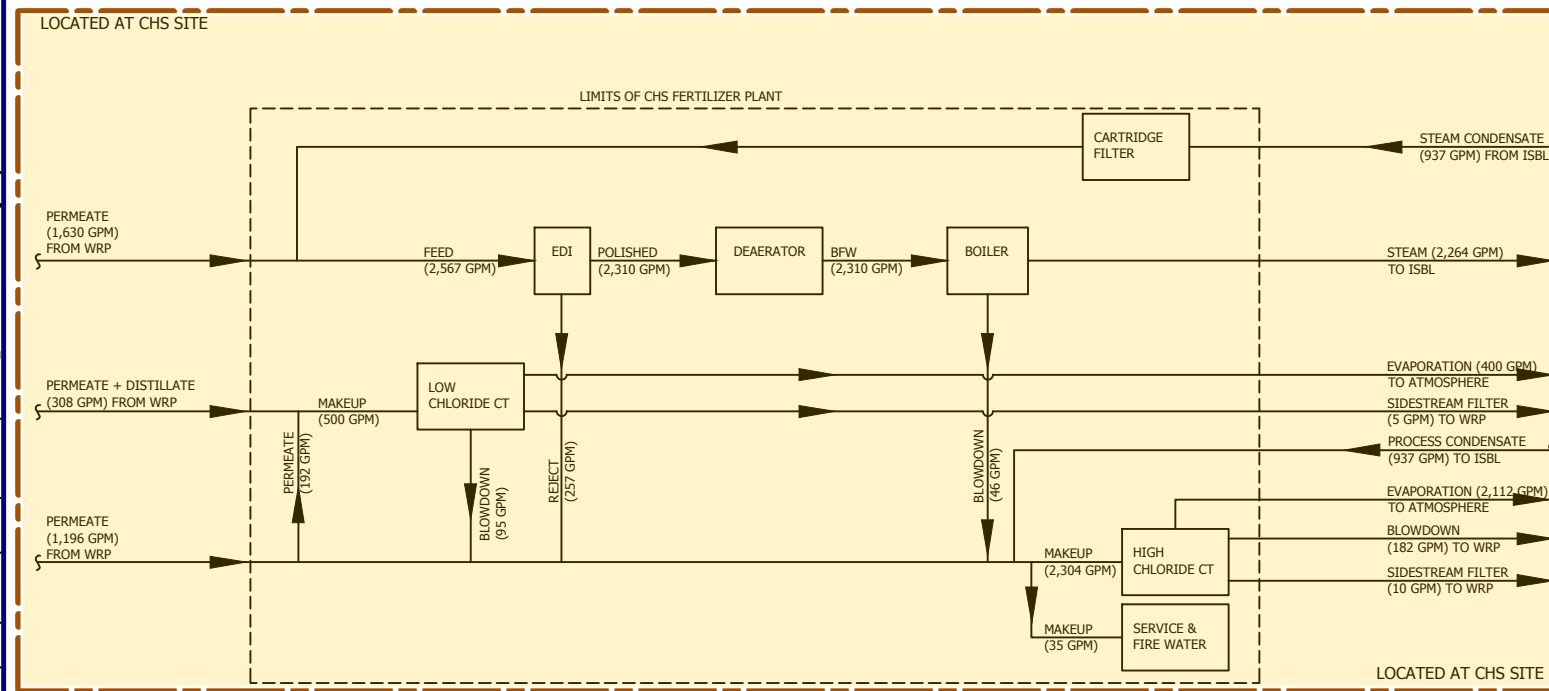 LOCATED AT CHS SITE
LIMITS OF CHS FERTILIZER PLANT
CARTRIDGE
FILTER
STEAM CONDENSATE
(937 GPM) FROM ISBL
PERMEATE
(1,630 GPM)
FROM WRP
FEED
(2,567 GPM)
EDI
POLISHED
(2,310 GPM)
DEAERATOR
BFW
(2,310 GPM)
BOILER
STEAM (2,264 GPM)
TO ISBL
PERMEATE + DISTILLATE
(308 GPM) FROM WRP
MAKEUP
(500 GPM)
LOW
CHLORIDE CT
EVAPORATION (400 GPM)
TO ATMOSPHERE
SIDESTREAM FILTER
(5 GPM) TO WRP
PERMEATE
(192 GPM)
BLOWDOWN
(95 GPM)
REJECT
(257 GPM)
BLOWDOWN
(46 GPM)
PROCESS CONDENSATE
(937 GPM) TO ISBL
EVAPORATION (2,112 GPM)
TO ATMOSPHERE
PERMEATE
(1,196 GPM)
FROM WRP
MAKEUP
(2,304 GPM)
HIGH
CHLORIDE CT
BLOWDOWN
(182 GPM) TO WRP
SIDESTREAM FILTER
(10 GPM) TO WRP
MAKEUP
(35 GPM)
SERVICE &
FIRE WATER
LOCATED AT CHS SITE